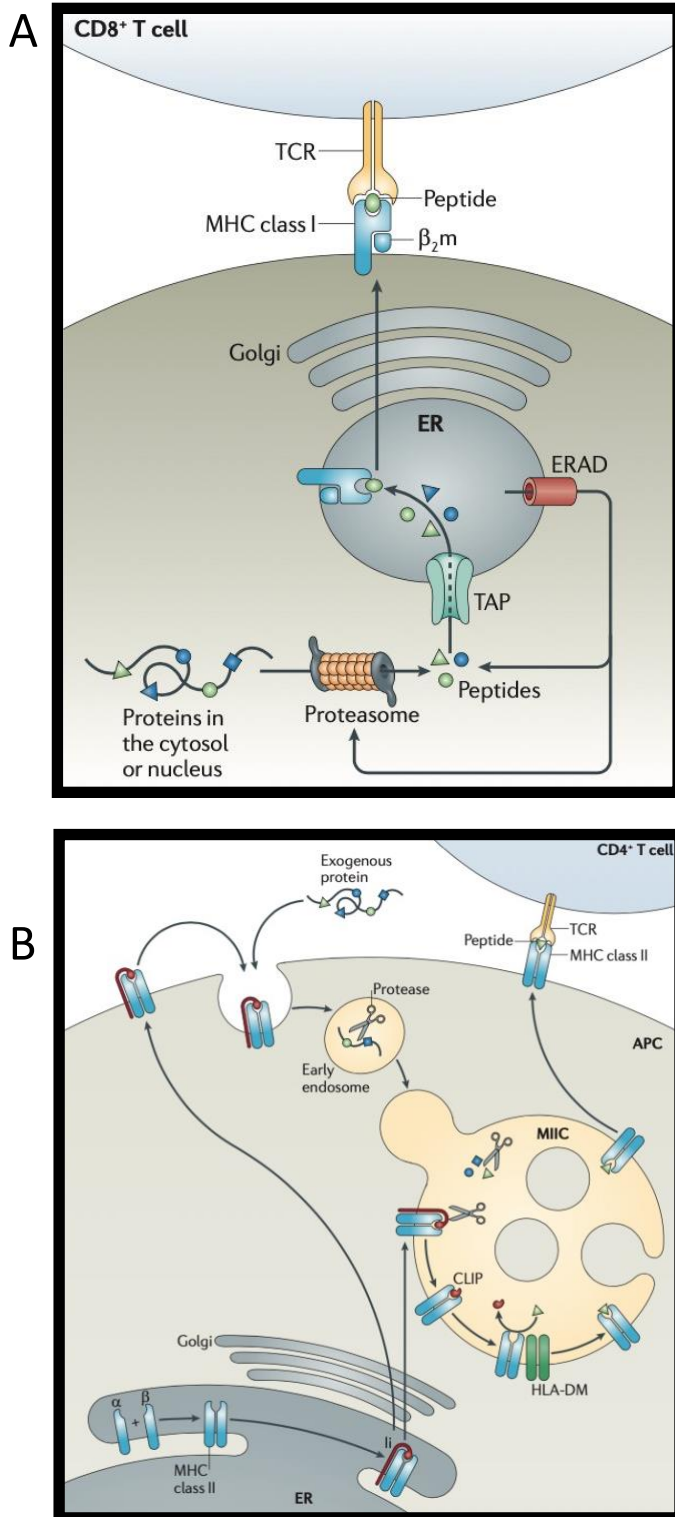 A
CD8⁺ T cell
TCR
Peptide
MHC class I
β₂m
Golgi
ER
ERAD
TAP
Peptides
Proteasome
Proteins in
the cytosol
or nucleus
B
CD4⁺ T cell
Exogenous
protein
TCR
Peptide
MHC class II
Protease
APC
Early
endosome
MIIC
CLIP
Golgi
HLA-DM
α
β
+
Ii
MHC
class II
ER